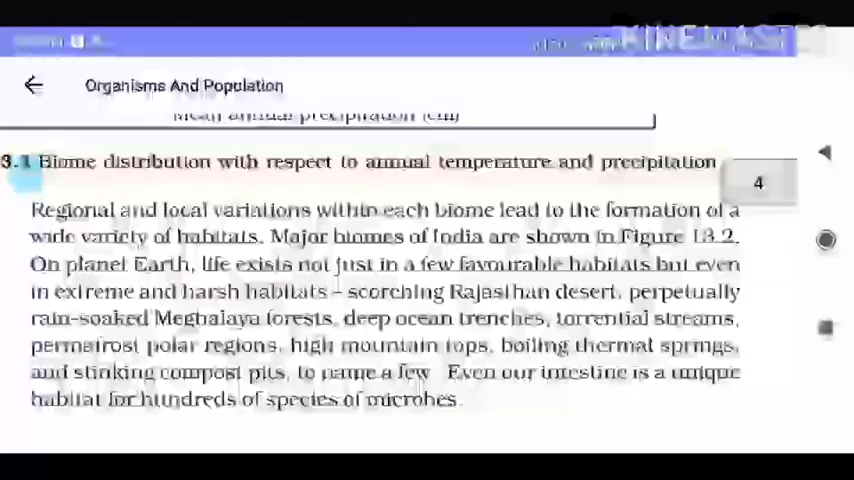 KINEMASTER
Organisms And Population
Mean annual precipitation (cm)
3.1 Biome distribution with respect to annual temperature and precipitation
4
Regional and local variations within each biome lead to the formation of a
wide variety of habitats. Major biomes of India are shown in Figure 13.2.
On planet Earth, life exists not just in a few favourable habitats but even
in extreme and harsh habitats – scorching Rajasthan desert, perpetually
rain-soaked Meghalaya forests, deep ocean trenches, torrential streams,
permafrost polar regions, high mountain tops, boiling thermal springs,
and stinking compost pits, to name a few. Even our intestine is a unique
habitat for hundreds of species of microbes.